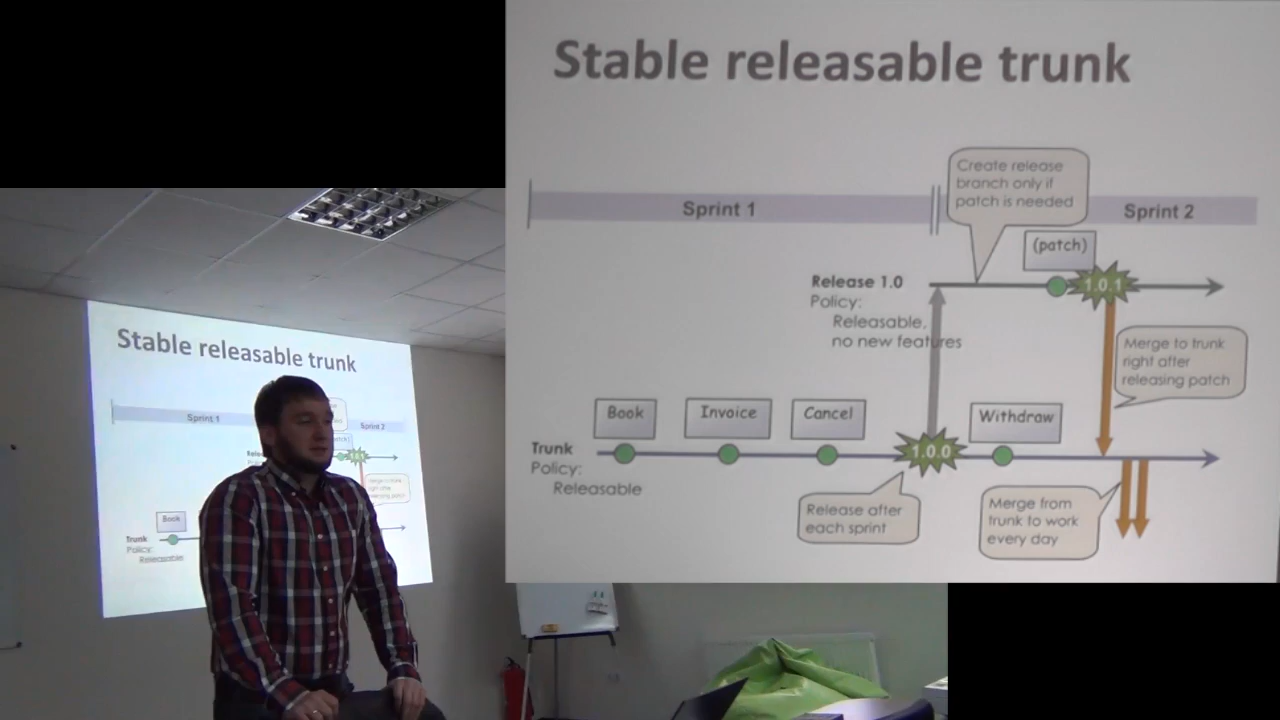 Stable releasable trunk
Create release
branch only if
patch is needed
Sprint 1
Sprint 2
(patch)
Release 1.0
1.0.1
Policy:
Releasable,
no new features
Merge to trunk
right after
releasing patch
Book
Invoice
Cancel
Withdraw
Trunk
1.0.0
Policy:
Releasable
Release after
each sprint
Merge from
trunk to work
every day
Stable releasable trunk
Sprint 1
Sprint 2
Book
Trunk
Policy:
Releasable